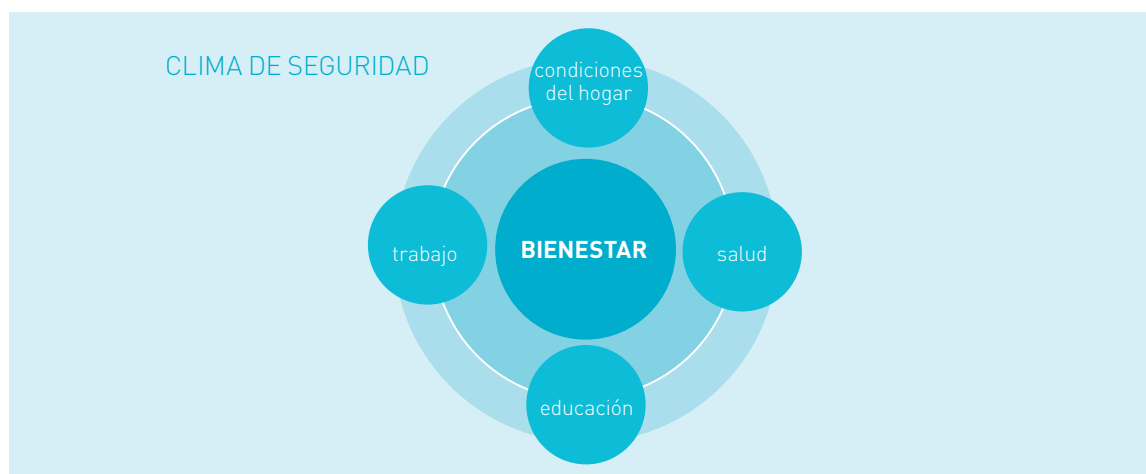 CLIMA DE SEGURIDAD
condiciones
del hogar
trabajo
BIENESTAR
salud
educación